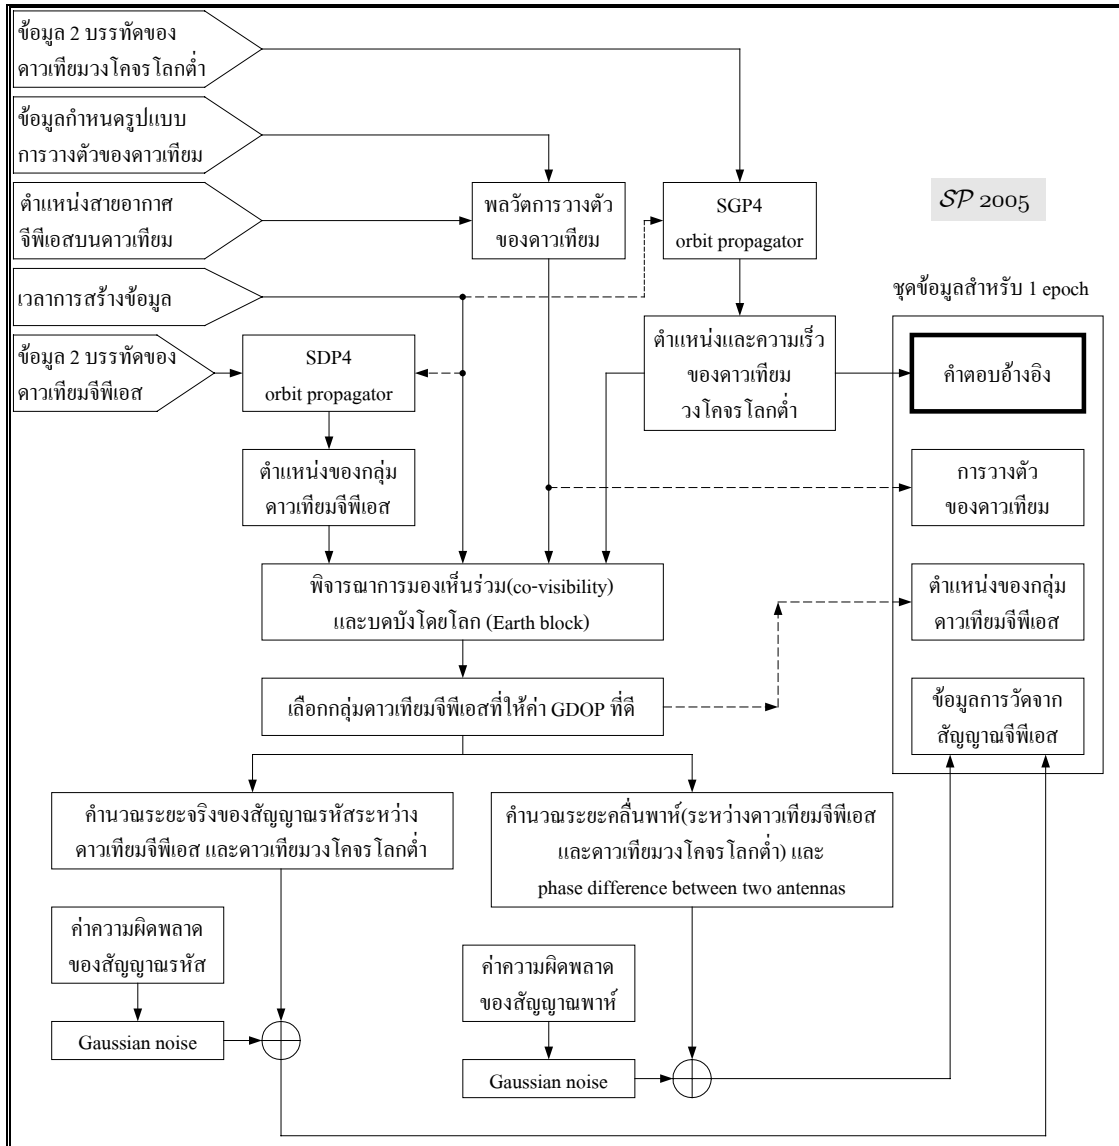 ข้อมูล 2 บรรทัดของ
ดาวเทียมวงโคจรโลกต่ำ
ข้อมูลกำหนดรูปแบบ
การวางตัวของดาวเทียม
ตำแหน่งสายอากาศ
จีพีเอสบนดาวเทียม
พลวัตการวางตัว
ของดาวเทียม
SGP4
orbit propagator
SP 2005
เวลาการสร้างข้อมูล
ชุดข้อมูลสำหรับ 1 epoch
ข้อมูล 2 บรรทัดของ
ดาวเทียมจีพีเอส
SDP4
orbit propagator
ตำแหน่งและความเร็ว
ของดาวเทียม
วงโคจรโลกต่ำ
คำตอบอ้างอิง
ตำแหน่งของกลุ่ม
ดาวเทียมจีพีเอส
การวางตัว
ของดาวเทียม
พิจารณาการมองเห็นร่วม(co-visibility)
และบดบังโดยโลก (Earth block)
ตำแหน่งของกลุ่ม
ดาวเทียมจีพีเอส
เลือกกลุ่มดาวเทียมจีพีเอสที่ให้ค่า GDOP ที่ดี
ข้อมูลการวัดจาก
สัญญาณจีพีเอส
คำนวณระยะจริงของสัญญาณรหัสระหว่าง
ดาวเทียมจีพีเอส และดาวเทียมวงโคจรโลกต่ำ
คำนวณระยะคลื่นพาห์(ระหว่างดาวเทียมจีพีเอส
และดาวเทียมวงโคจรโลกต่ำ) และ
phase difference between two antennas
ค่าความผิดพลาด
ของสัญญาณรหัส
ค่าความผิดพลาด
ของสัญญาณพาห์
Gaussian noise
Gaussian noise